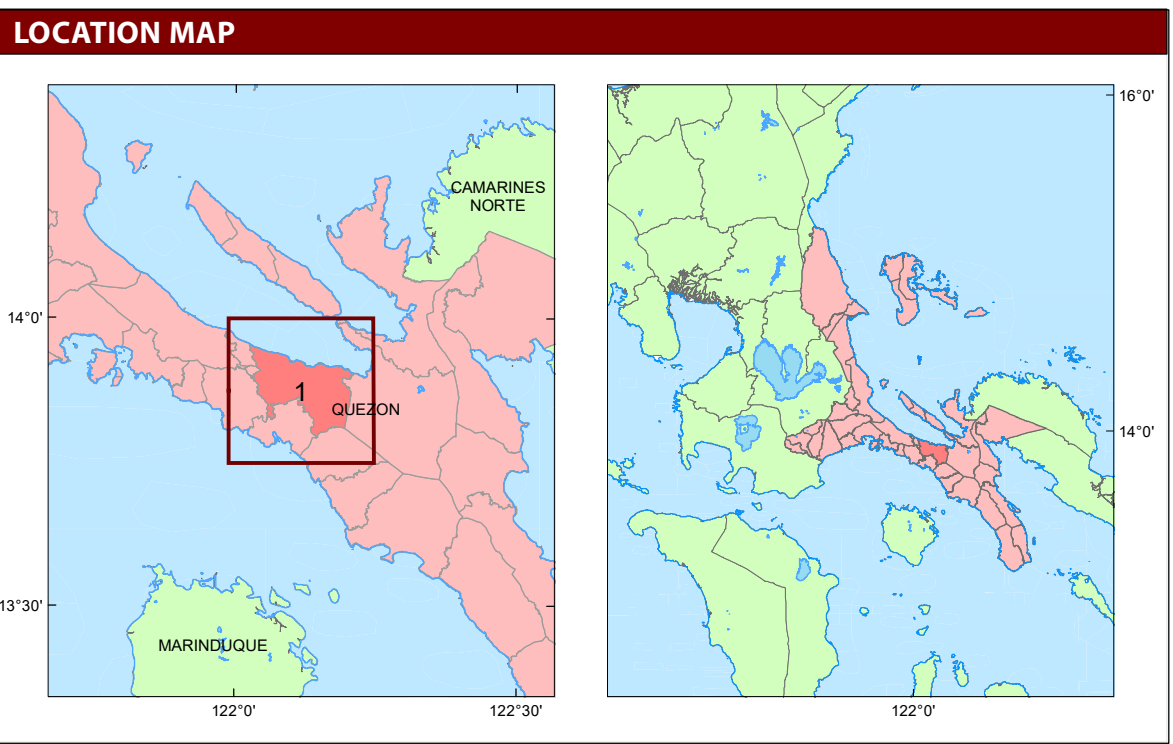 LOCATION MAP
CAMARINES
NORTE
14°0'
1
QUEZON
13°30'
MARINDUQUE
122°0'
122°30'
16°0'
14°0'
122°0'